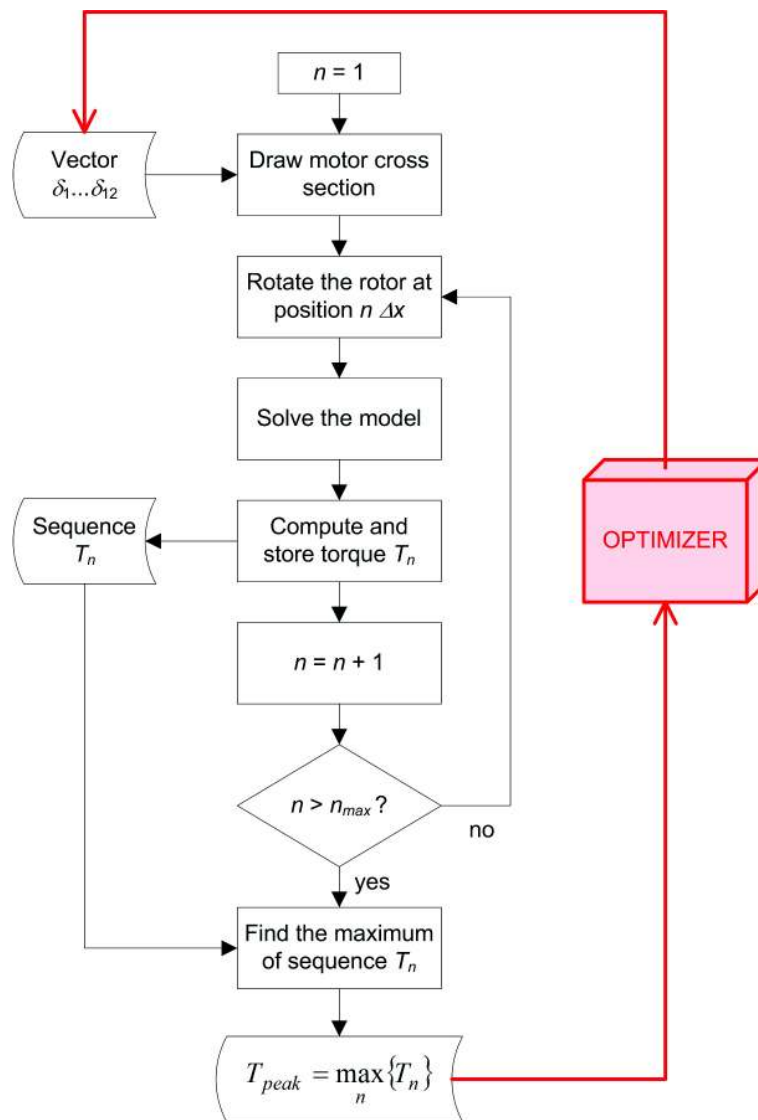 n = 1
Vector
δ₁...δ₁₂
Draw motor cross
section
Rotate the rotor at
position n Δx
Solve the model
Sequence
Tₙ
Compute and
store torque Tₙ
OPTIMIZER
n = n + 1
n > nₘₐₓ ?
no
yes
Find the maximum
of sequence Tₙ
T_peak = max{Tₙ}
n